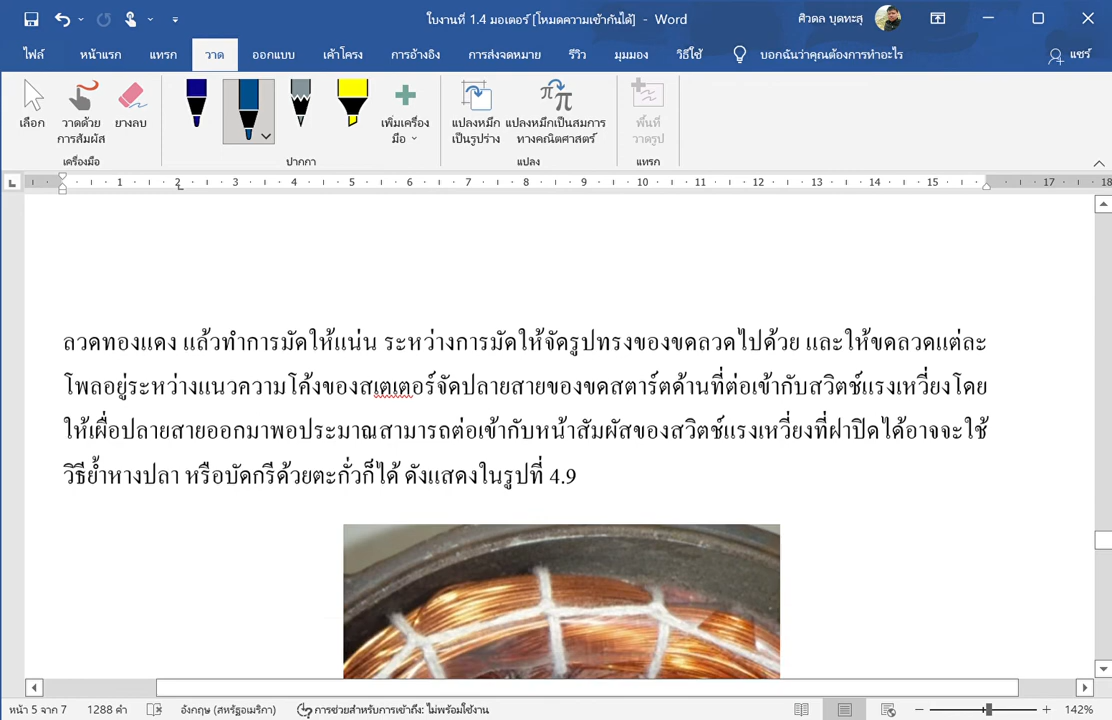 ใบงานที่ 1.4 มอเตอร์ [โหมดความเข้ากันได้] - Word
ศิวดล บุดทะสุ
ไฟล์ หน้าแรก แทรก วาด ออกแบบ เค้าโครง การอ้างอิง การส่งจดหมาย รีวิว มุมมอง วิธีใช้ บอกฉันว่าคุณต้องการทำอะไร แชร์
เลือก วาดด้วย ยางลบ เพิ่มเครื่อง แปลงหมึก แปลงเป็นสมการ พื้นที่
การสัมผัส มือ เป็นรูปร่าง ทางคณิตศาสตร์ วาดรูป
เครื่องมือ ปากกา แปลง แทรก
1 2 3 4 5 6 7 8 9 10 11 12 13 14 15 17 18
ลวดทองแดง แล้วทำการมัดให้แน่น ระหว่างการมัดให้จัดรูปทรงของขดลวดไปด้วย และให้ขดลวดแต่ละ
โพลอยู่ระหว่างแนวความโค้งของสเตเตอร์จัดปลายสายของขดสตาร์ตด้านที่ต่อเข้ากับสวิตช์แรงเหวี่ยงโดย
ให้เผื่อปลายสายออกมาพอประมาณสามารถต่อเข้ากับหน้าสัมผัสของสวิตช์แรงเหวี่ยงที่ฝาปิดได้อาจจะใช้
วิธีย้ำหางปลา หรือบัดกรีด้วยตะกั่วก็ได้ ดังแสดงในรูปที่ 4.9
หน้า 5 จาก 7 1288 คำ อังกฤษ (สหรัฐอเมริกา) การช่วยสำหรับการเข้าถึง: ไม่พร้อมใช้งาน 142%